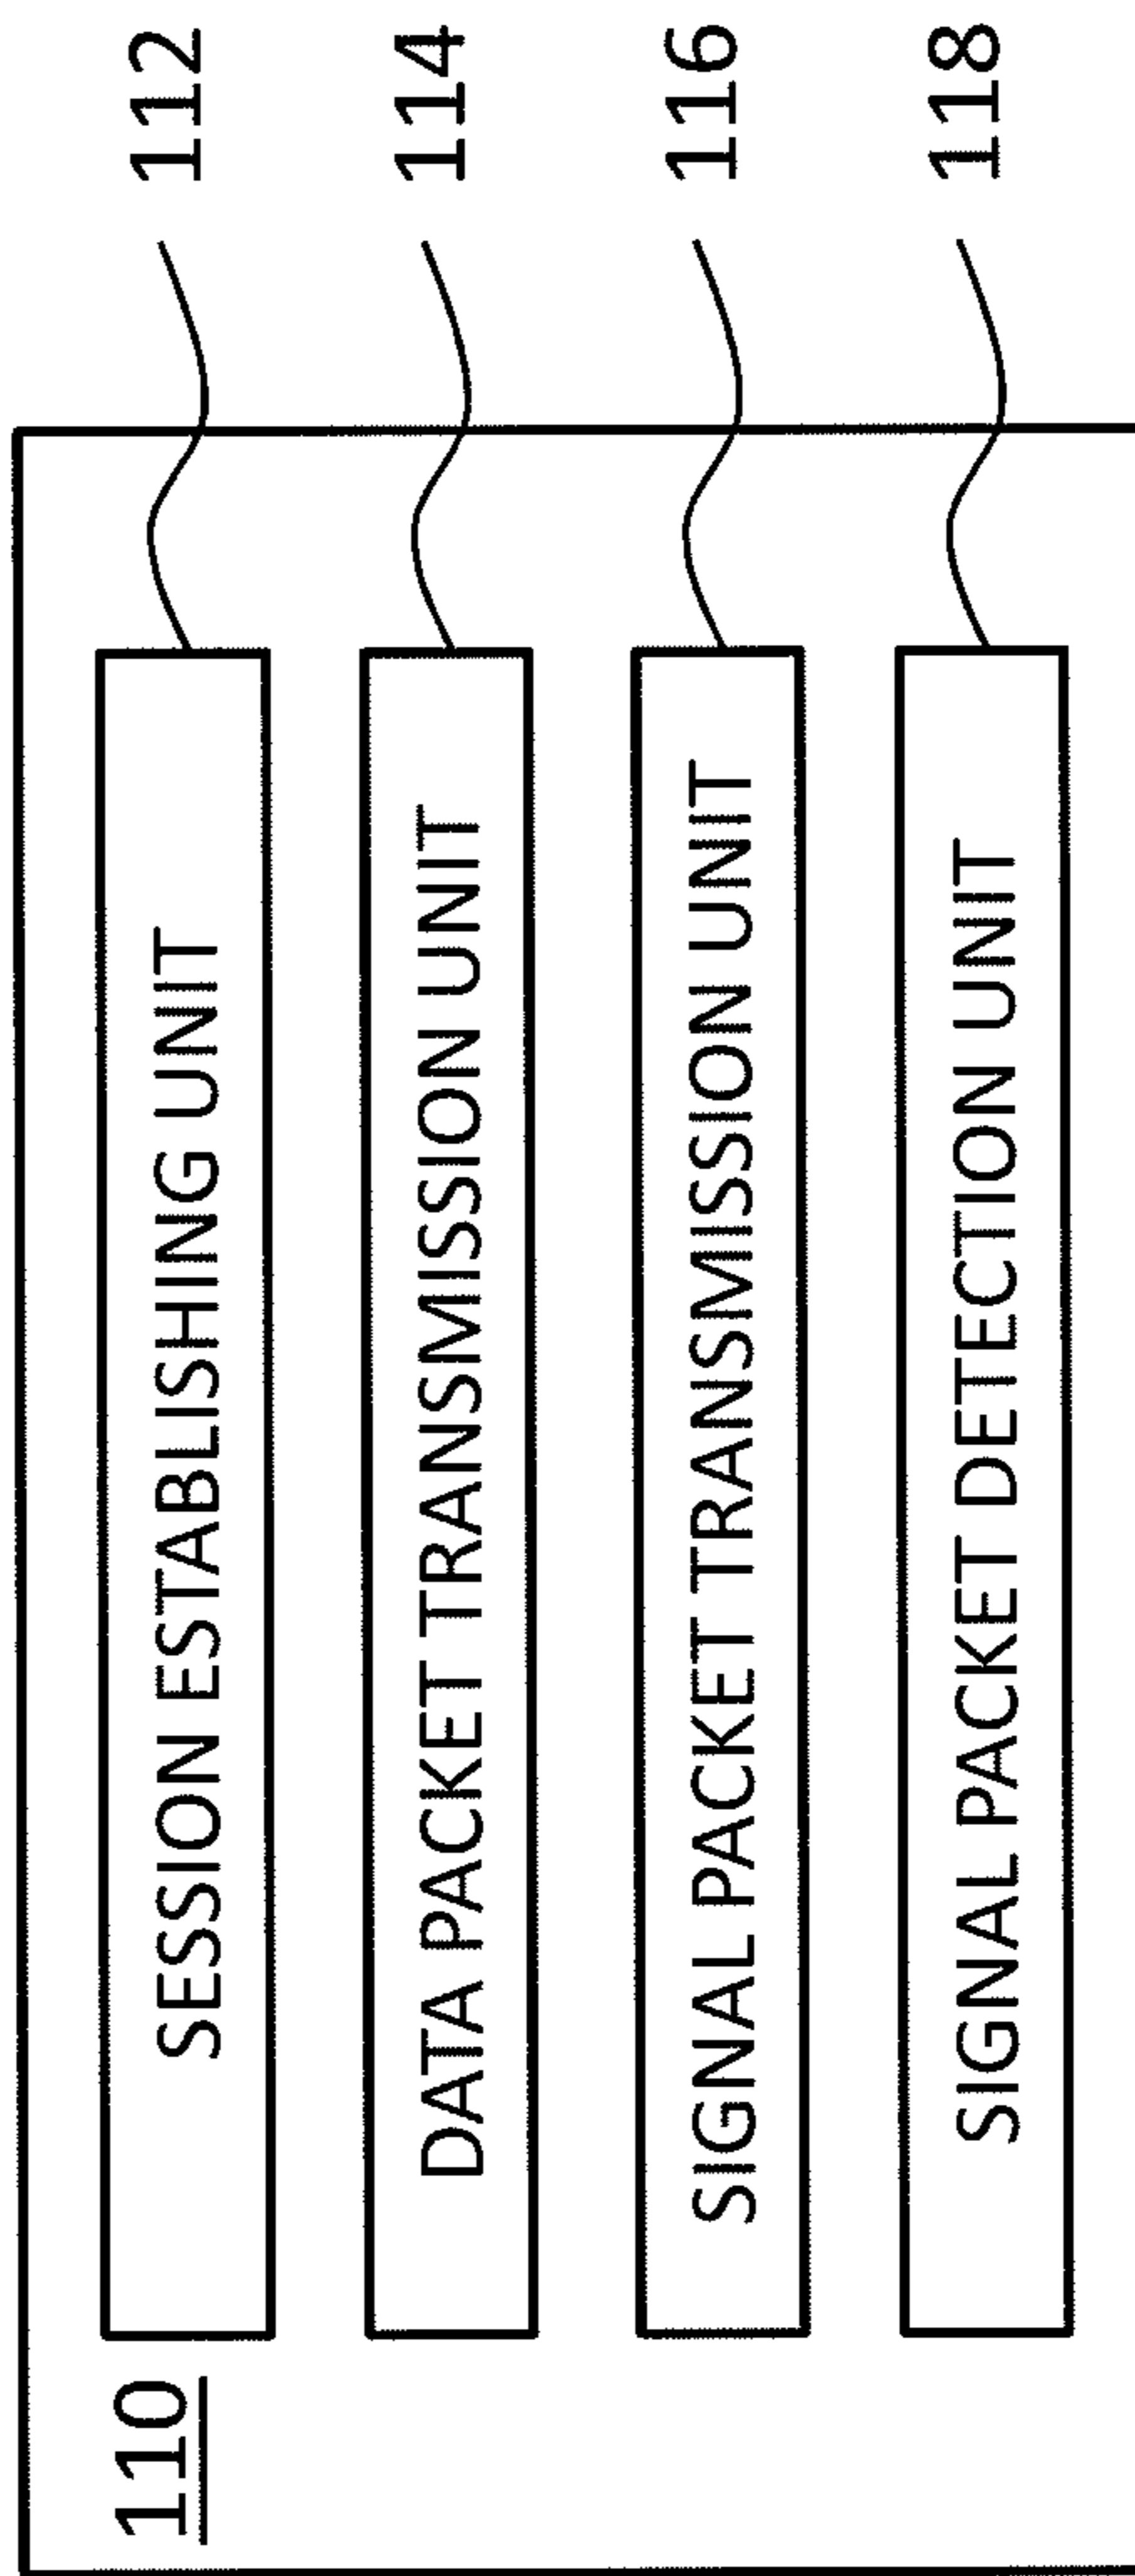 110
SESSION ESTABLISHING UNIT
112
DATA PACKET TRANSMISSION UNIT
114
SIGNAL PACKET TRANSMISSION UNIT
116
SIGNAL PACKET DETECTION UNIT
118